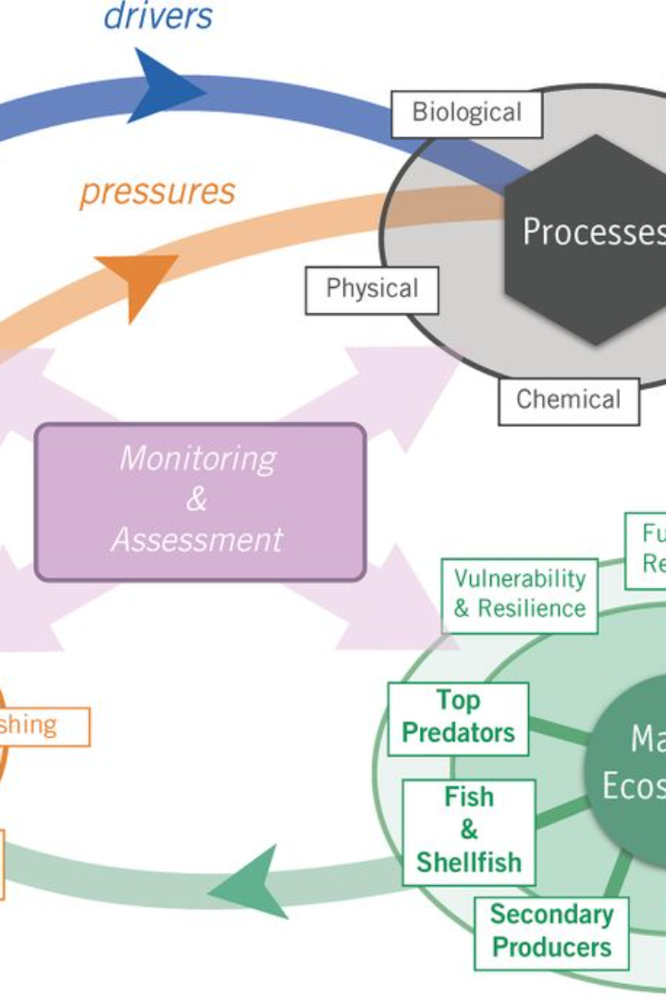 drivers
Biological
pressures
Processes
Physical
Chemical
Monitoring
&
Assessment
Vulnerability
& Resilience
Top
Predators
Fish
&
Shellfish
Secondary
Producers